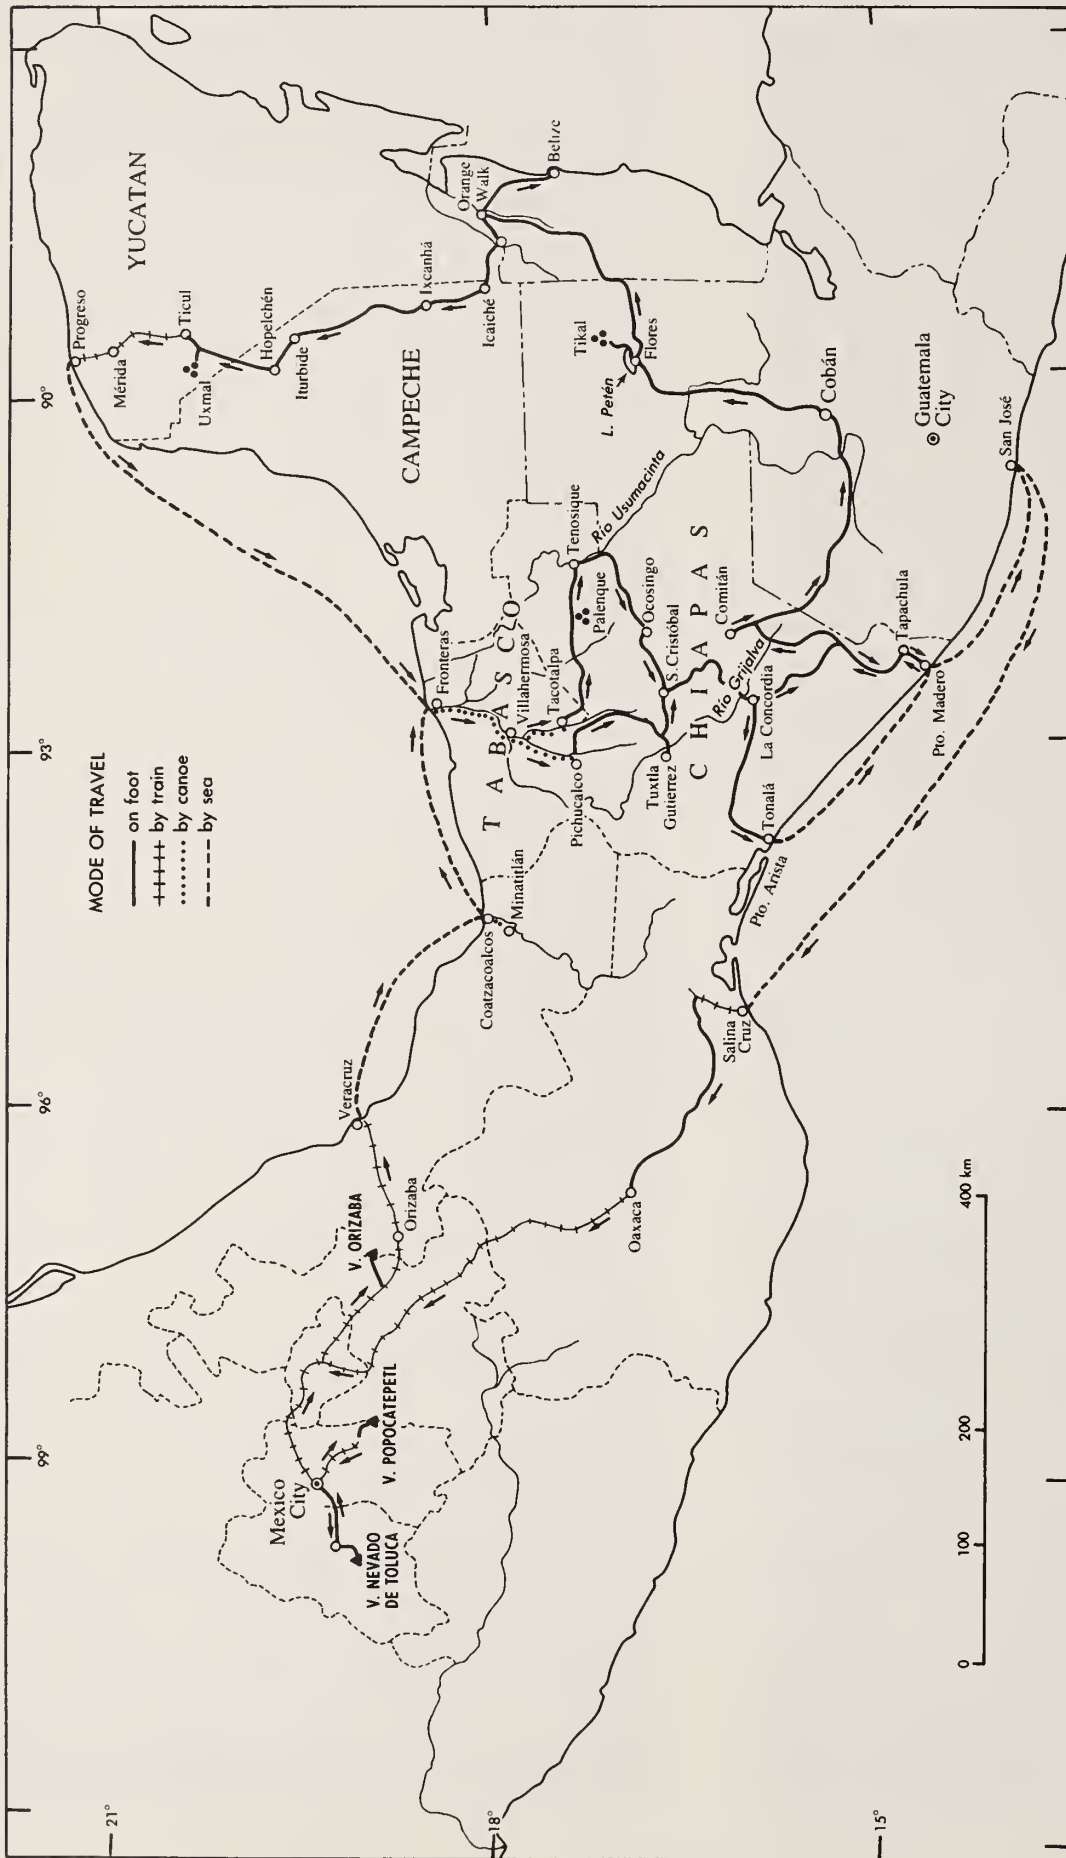 MODE OF TRAVEL
on foot
by train
by canoe
by sea
99°
96°
93°
90°
21°
18°
15°
YUCATAN
Progreso
Mérida
Ticul
Uxmal
Hopelchén
Iturbide
CAMPECHE
Ixcanhá
Icaiché
Orange
Walk
Belize
Tikal
Flores
L. Petén
Cobán
Guatemala
City
San José
TABASCO
Fronteras
Villahermosa
Tacotalpa
Pichucalco
Tenosique
Palenque
Río Usumacinta
Ocosingo
S. Cristóbal
Tuxtla
Gutierrez
CHIAPAS
Comitán
Río Grijalva
La Concordia
Tapachula
Pto. Madero
Tonalá
Pto. Arista
Coatzacoalcos
Minatitlán
Salina
Cruz
Veracruz
Orizaba
V. ORIZABA
Oaxaca
Mexico
City
V. POPOCATEPETL
V. NEVADO
DE TOLUCA
0 100 200 400 km